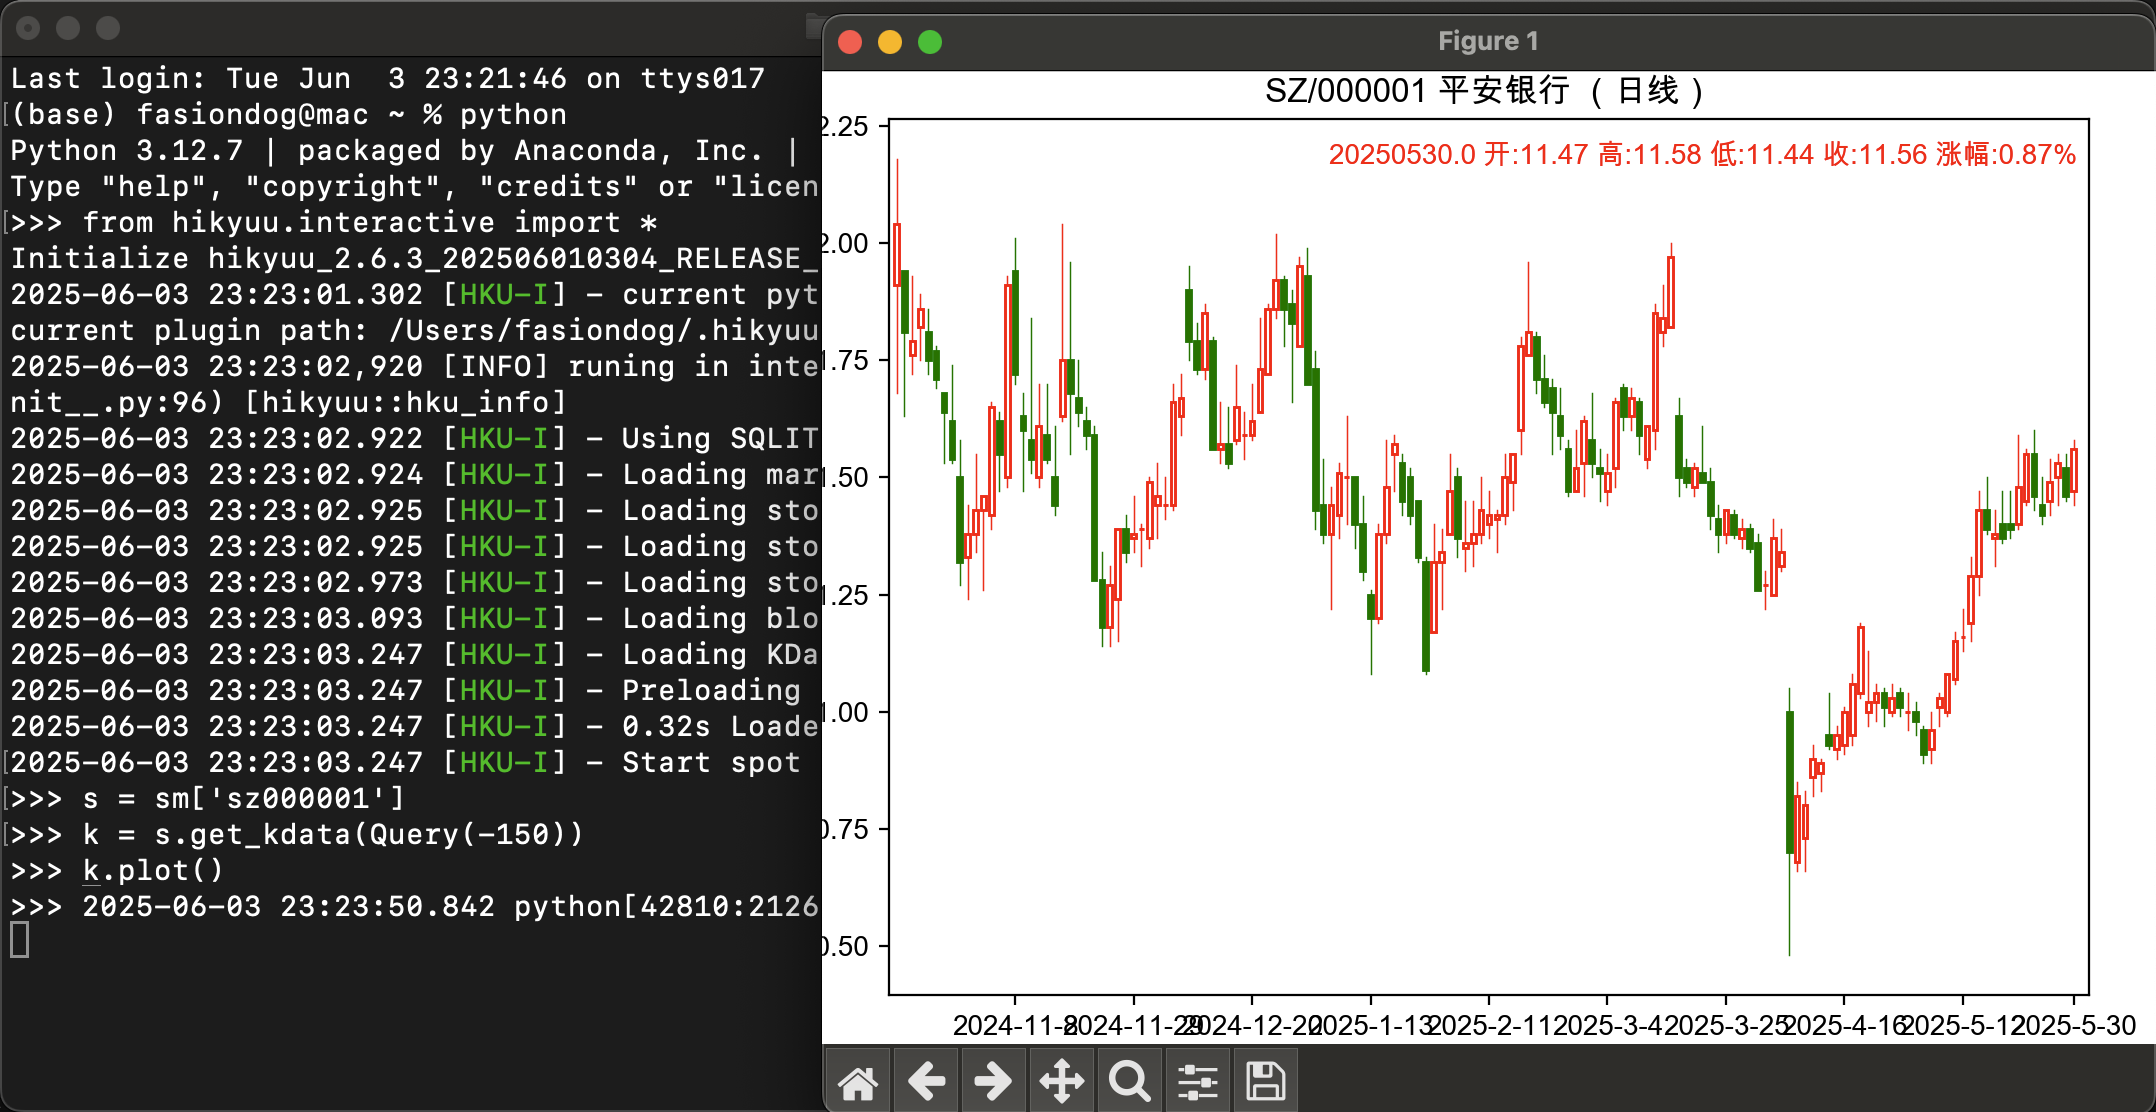 Last login: Tue Jun  3 23:21:46 on ttys017
(base) fasiondog@mac ~ % python
Python 3.12.7 | packaged by Anaconda, Inc. |
Type "help", "copyright", "credits" or "licen
>>> from hikyuu.interactive import *
Initialize hikyuu_2.6.3_202506010304_RELEASE_
2025-06-03 23:23:01.302 [HKU-I] - current pyt
current plugin path: /Users/fasiondog/.hikyuu
2025-06-03 23:23:02,920 [INFO] runing in inte
nit__.py:96) [hikyuu::hku_info]
2025-06-03 23:23:02.922 [HKU-I] - Using SQLIT
2025-06-03 23:23:02.924 [HKU-I] - Loading mar
2025-06-03 23:23:02.925 [HKU-I] - Loading sto
2025-06-03 23:23:02.925 [HKU-I] - Loading sto
2025-06-03 23:23:02.973 [HKU-I] - Loading sto
2025-06-03 23:23:03.093 [HKU-I] - Loading blo
2025-06-03 23:23:03.247 [HKU-I] - Loading KDa
2025-06-03 23:23:03.247 [HKU-I] - Preloading
2025-06-03 23:23:03.247 [HKU-I] - 0.32s Loade
2025-06-03 23:23:03.247 [HKU-I] - Start spot
>>> s = sm['sz000001']
>>> k = s.get_kdata(Query(-150))
>>> k.plot()
>>> 2025-06-03 23:23:50.842 python[42810:2126
Figure 1
SZ/000001 平安银行 （日线）
20250530.0 开:11.47 高:11.58 低:11.44 收:11.56 涨幅:0.87%
2.25
2.00
1.75
1.50
1.25
1.00
0.75
0.50
2024-11-8
2024-11-29
2024-12-20
2025-1-13
2025-2-11
2025-3-4
2025-3-25
2025-4-16
2025-5-12
2025-5-30